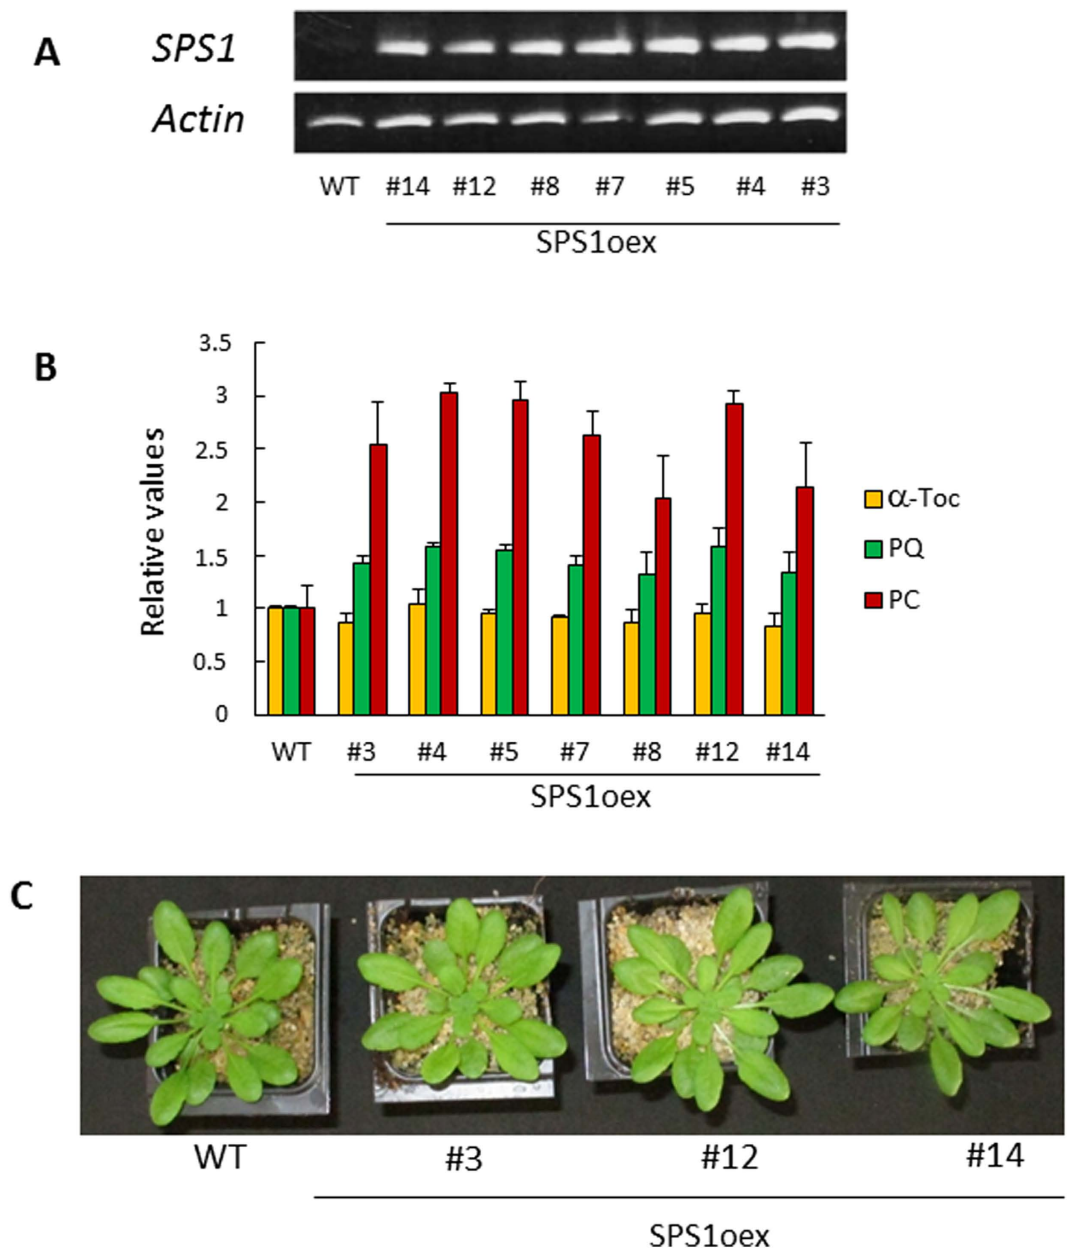 A
SPS1
Actin
WT #14 #12 #8 #7 #5 #4 #3
SPS1oex
B
Relative values
3.5
3
2.5
2
1.5
1
0.5
0
α-Toc
PQ
PC
WT #3 #4 #5 #7 #8 #12 #14
SPS1oex
C
WT #3 #12 #14
SPS1oex